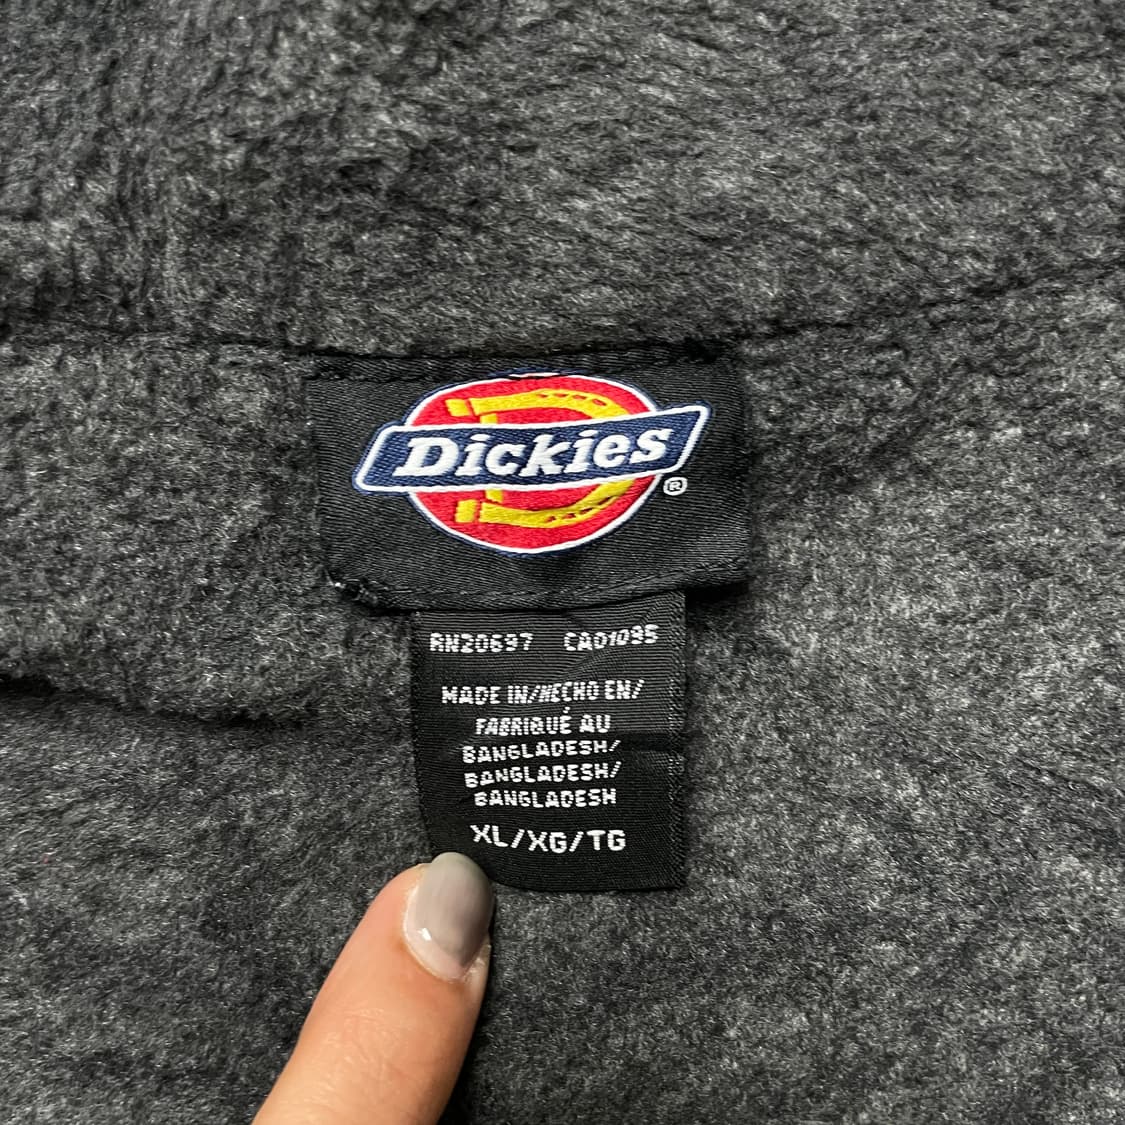 Dickies
®
RN20697 CA01095
MADE IN/HECHO EN/
FABRIQUÉ AU
BANGLADESH/
BANGLADESH/
BANGLADESH
XL/XG/TG